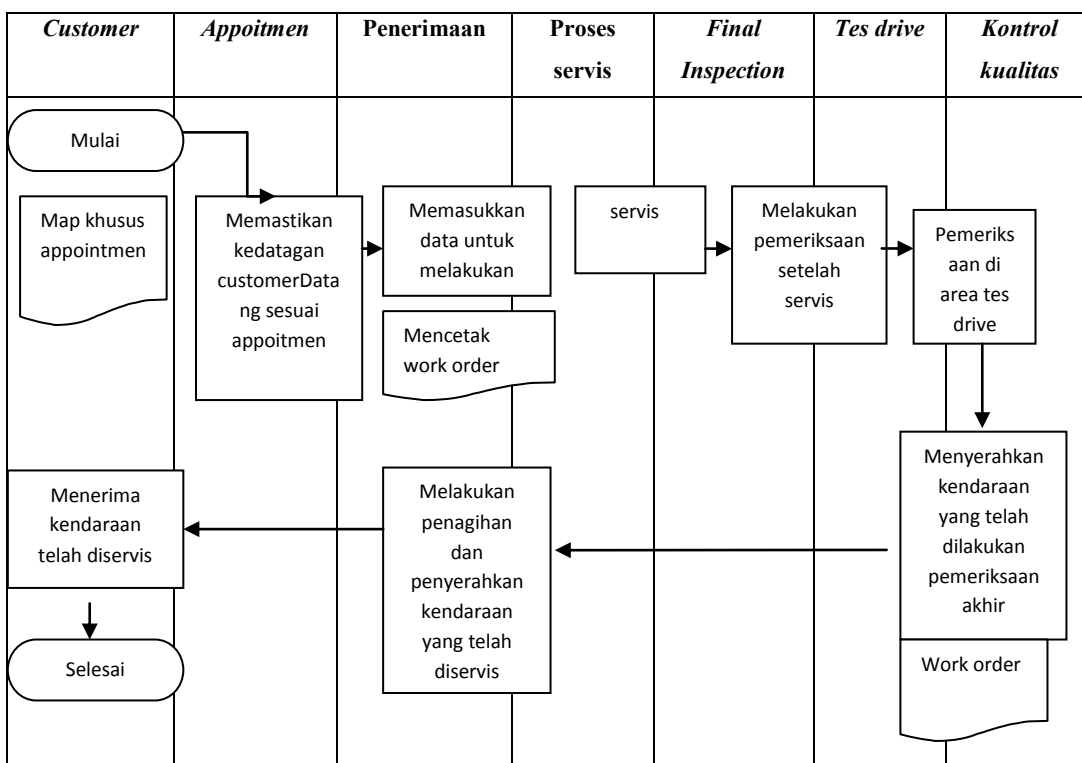 Customer
Appoitmen
Penerimaan
Proses
servis
Final
Inspection
Tes drive
Kontrol
kualitas
Mulai
Map khusus
appointmen
Memastikan
kedatagan
customerData
ng sesuai
appoitmen
Memasukkan
data untuk
melakukan
Mencetak
work order
servis
Melakukan
pemeriksaan
setelah
servis
Pemeriks
aan di
area tes
drive
Menyerahkan
kendaraan
yang telah
dilakukan
pemeriksaan
akhir
Work order
Melakukan
penagihan
dan
penyerahkan
kendaraan
yang telah
diservis
Menerima
kendaraan
telah diservis
Selesai